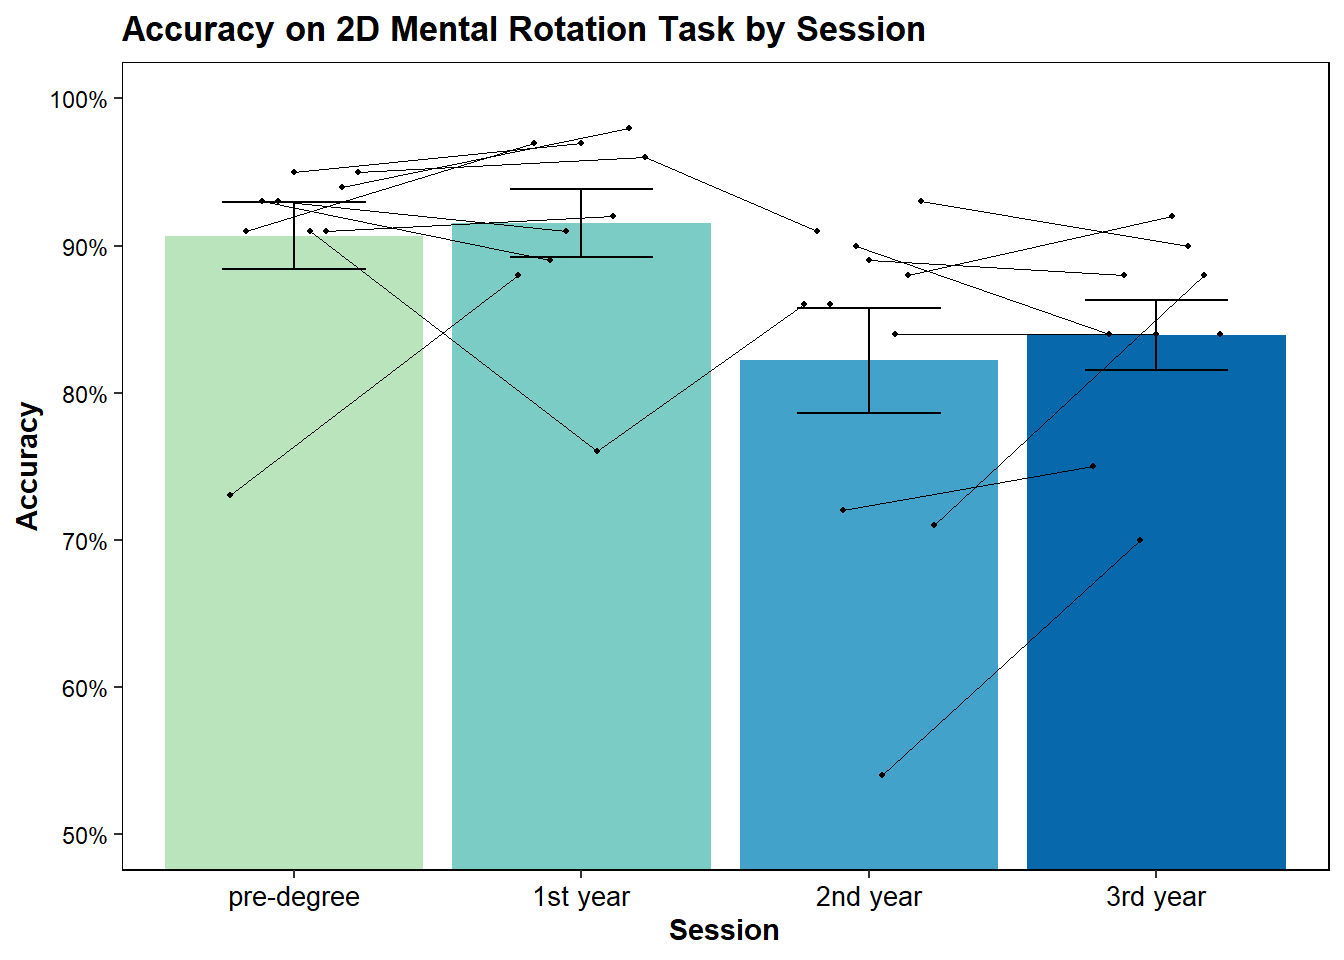 Accuracy on 2D Mental Rotation Task by Session
100%
90%
80%
70%
60%
50%
Accuracy
pre-degree
1st year
2nd year
3rd year
Session